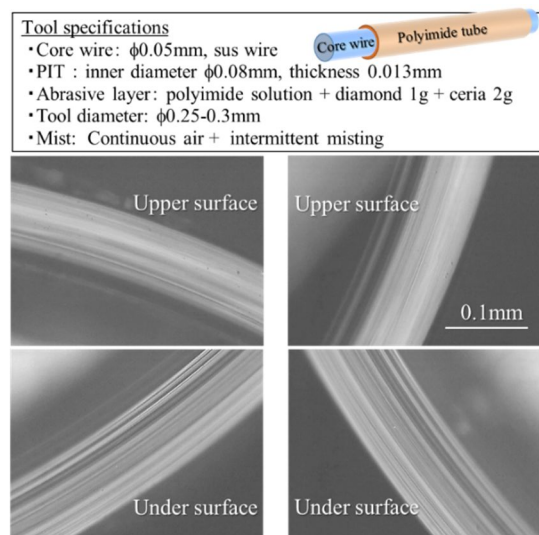 Tool specifications
・Core wire: ϕ0.05mm, sus wire
・PIT : inner diameter ϕ0.08mm, thickness 0.013mm
・Abrasive layer: polyimide solution + diamond 1g + ceria 2g
・Tool diameter: ϕ0.25-0.3mm
・Mist: Continuous air + intermittent misting
Core wire
Polyimide tube
Upper surface
Upper surface
0.1mm
Under surface
Under surface